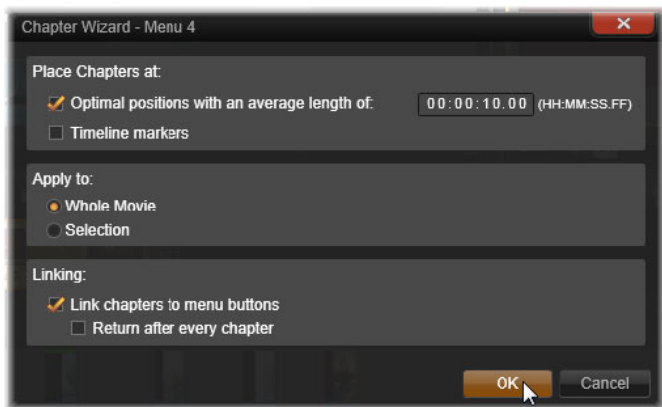 Chapter Wizard - Menu 4
Place Chapters at:
Optimal positions with an average length of: 00:00:10.00 (HH:MM:SS.FF)
Timeline markers
Apply to:
Whole Movie
Selection
Linking:
Link chapters to menu buttons
Return after every chapter
OK Cancel